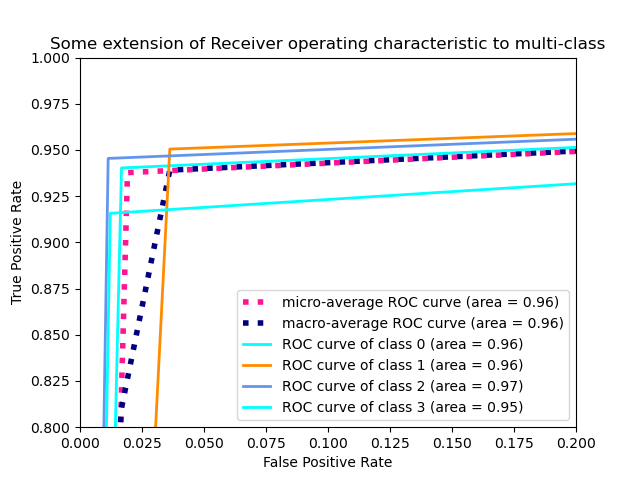 Some extension of Receiver operating characteristic to multi-class
1.000
0.975
0.950
0.925
0.900
0.875
0.850
0.825
0.800
True Positive Rate
micro-average ROC curve (area = 0.96)
macro-average ROC curve (area = 0.96)
ROC curve of class 0 (area = 0.96)
ROC curve of class 1 (area = 0.96)
ROC curve of class 2 (area = 0.97)
ROC curve of class 3 (area = 0.95)
0.000 0.025 0.050 0.075 0.100 0.125 0.150 0.175 0.200
False Positive Rate